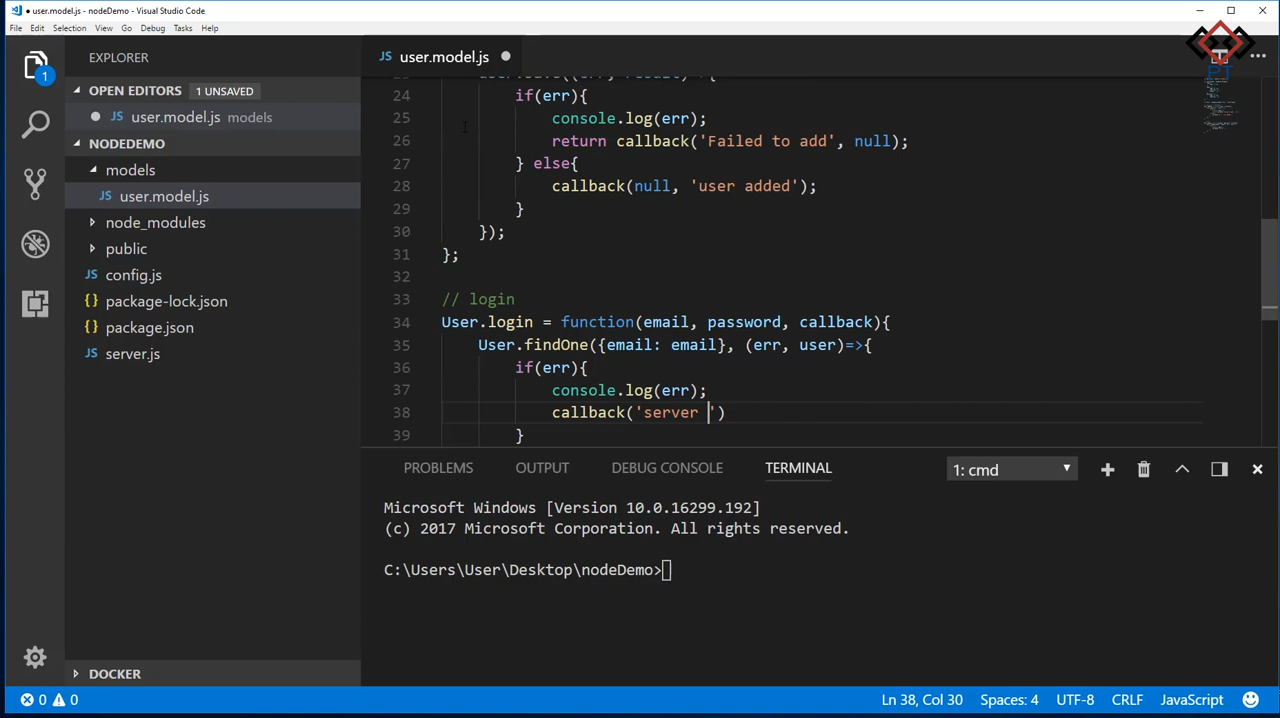 user.model.js - nodeDemo - Visual Studio Code
File Edit Selection View Go Debug Tasks Help
EXPLORER
OPEN EDITORS 1 UNSAVED
user.model.js models
NODEDEMO
models
JS user.model.js
node_modules
public
JS config.js
{} package-lock.json
{} package.json
JS server.js
DOCKER
1
JS user.model.js
PT
24 if(err){
25 console.log(err);
26 return callback('Failed to add', null);
27 } else{
28 callback(null, 'user added');
29 }
30 });
31 };
32
33 // login
34 User.login = function(email, password, callback){
35 User.findOne({email: email}, (err, user)=>{
36 if(err){
37 console.log(err);
38 callback('server ')
39 }
PROBLEMS OUTPUT DEBUG CONSOLE TERMINAL 1: cmd
Microsoft Windows [Version 10.0.16299.192]
(c) 2017 Microsoft Corporation. All rights reserved.
C:\Users\User\Desktop\nodeDemo>
0 0 Ln 38, Col 30 Spaces: 4 UTF-8 CRLF JavaScript